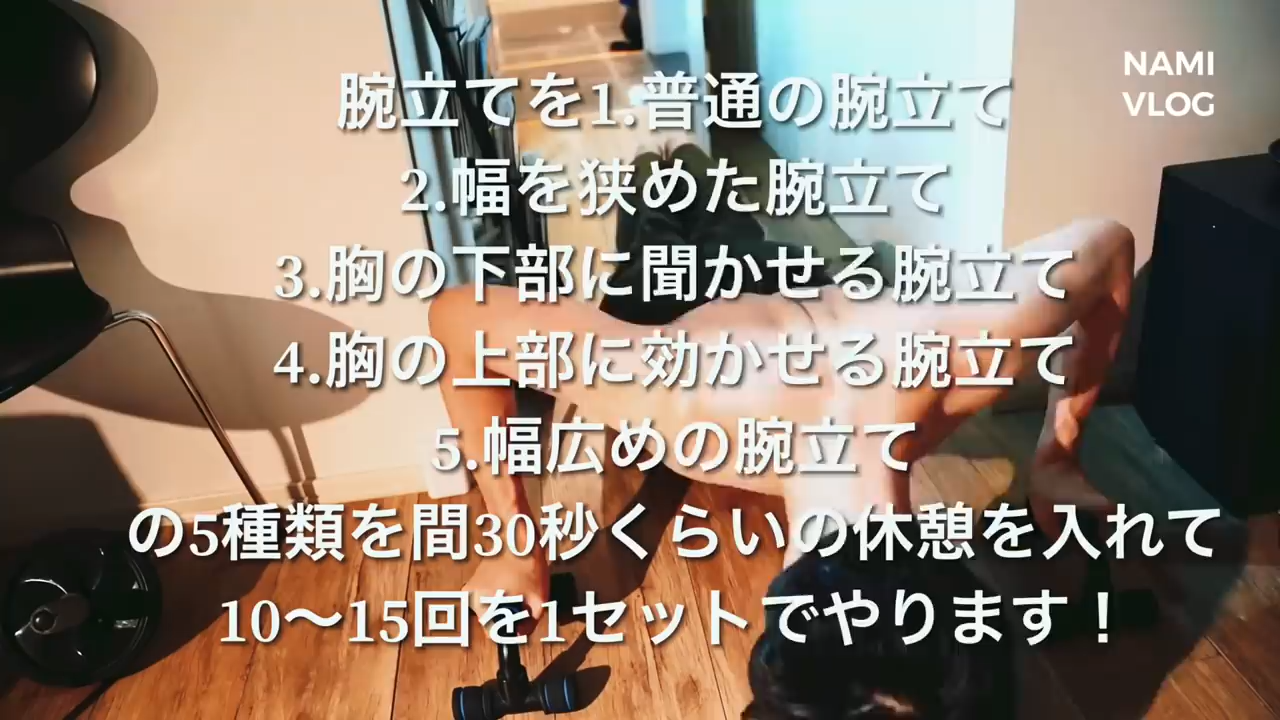 NAMI
VLOG
腕立てを1.普通の腕立て
2.幅を狭めた腕立て
3.胸の下部に聞かせる腕立て
4.胸の上部に効かせる腕立て
5.幅広めの腕立て
の5種類を間30秒くらいの休憩を入れて
10〜15回を1セットでやります！